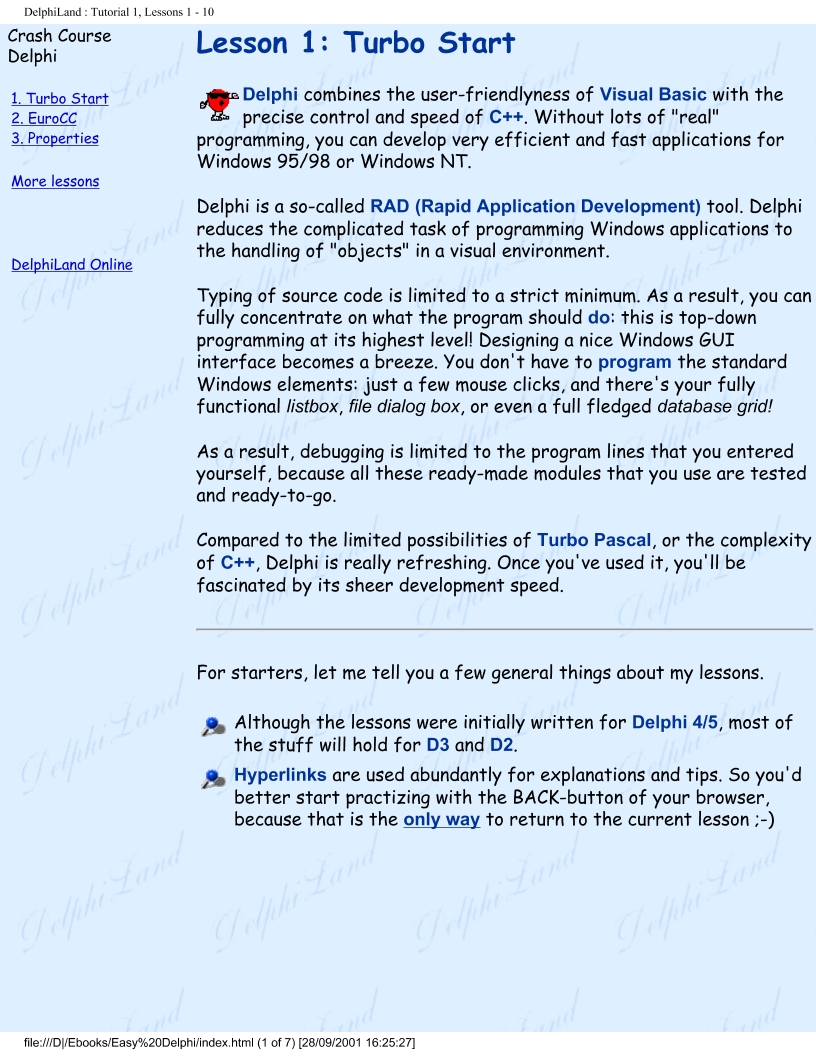 DelphiLand : Tutorial 1, Lessons 1 - 10
Crash Course
Delphi
1. Turbo Start
2. EuroCC
3. Properties
More lessons
DelphiLand Online
Lesson 1: Turbo Start
Delphi combines the user-friendlyness of Visual Basic with the
precise control and speed of C++. Without lots of "real"
programming, you can develop very efficient and fast applications for
Windows 95/98 or Windows NT.
Delphi is a so-called RAD (Rapid Application Development) tool. Delphi
reduces the complicated task of programming Windows applications to
the handling of "objects" in a visual environment.
Typing of source code is limited to a strict minimum. As a result, you can
fully concentrate on what the program should do: this is top-down
programming at its highest level! Designing a nice Windows GUI
interface becomes a breeze. You don't have to program the standard
Windows elements: just a few mouse clicks, and there's your fully
functional listbox, file dialog box, or even a full fledged database grid!
As a result, debugging is limited to the program lines that you entered
yourself, because all these ready-made modules that you use are tested
and ready-to-go.
Compared to the limited possibilities of Turbo Pascal, or the complexity
of C++, Delphi is really refreshing. Once you've used it, you'll be
fascinated by its sheer development speed.
For starters, let me tell you a few general things about my lessons.
Although the lessons were initially written for Delphi 4/5, most of
the stuff will hold for D3 and D2.
Hyperlinks are used abundantly for explanations and tips. So you'd
better start practizing with the BACK-button of your browser,
because that is the only way to return to the current lesson ;-)
file:///D|/Ebooks/Easy%20Delphi/index.html (1 of 7) [28/09/2001 16:25:27]